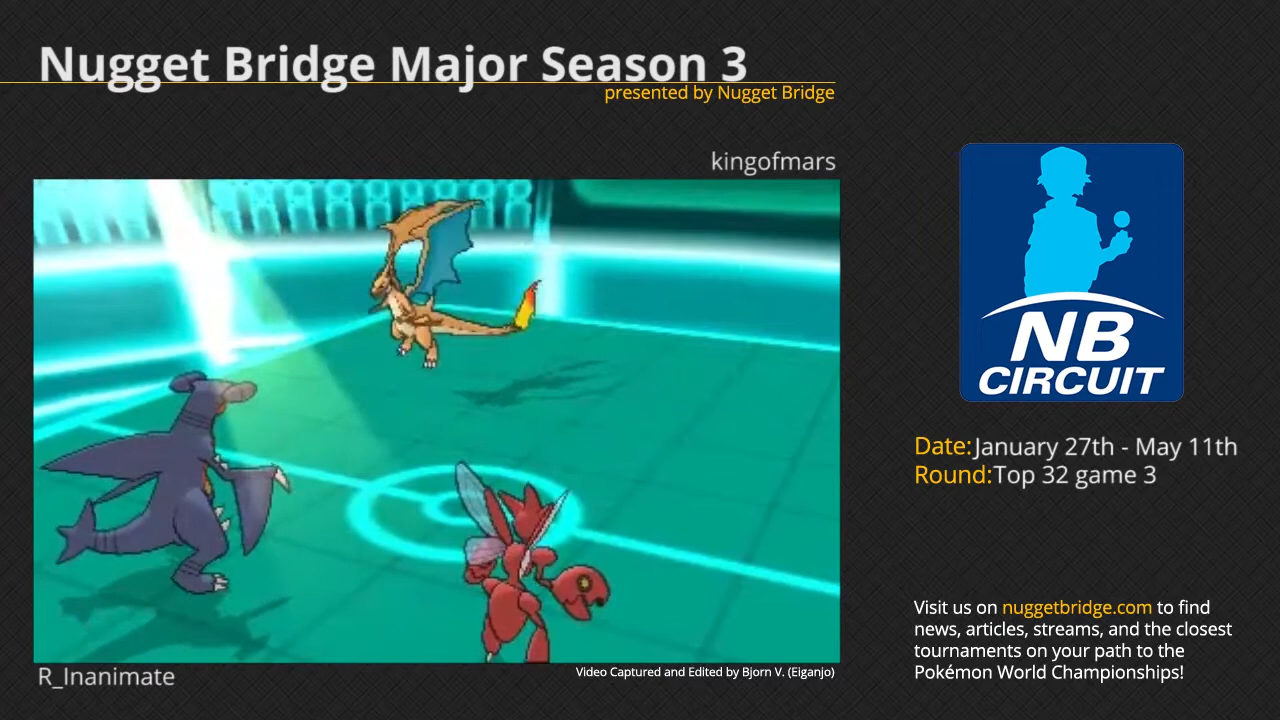 Nugget Bridge Major Season 3
presented by Nugget Bridge
kingofmars
NB
CIRCUIT
Date: January 27th - May 11th
Round: Top 32 game 3
Visit us on nuggetbridge.com to find
news, articles, streams, and the closest
tournaments on your path to the
Pokémon World Championships!
R_Inanimate
Video Captured and Edited by Bjorn V. (Eiganjo)